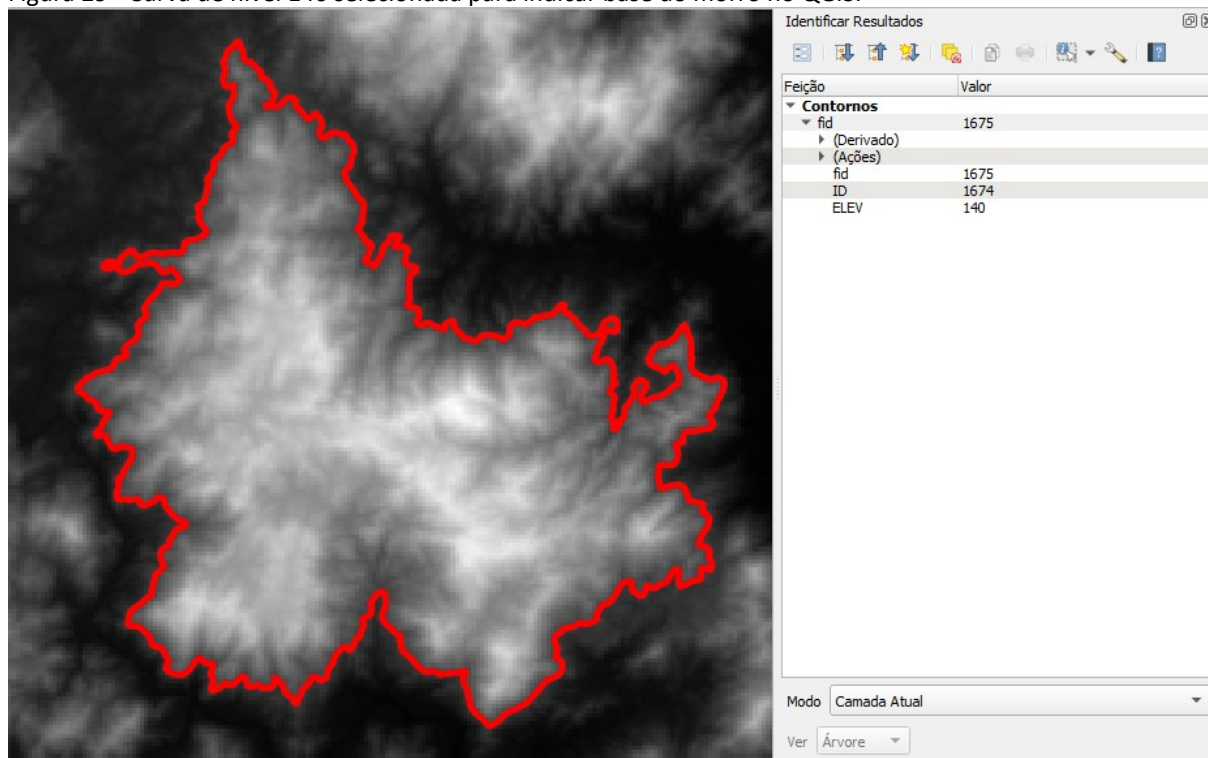 Identificar Resultados
Feição Valor
Contornos
fid 1675
(Derivado)
(Ações)
fid 1675
ID 1674
ELEV 140
Modo Camada Atual
Ver Árvore